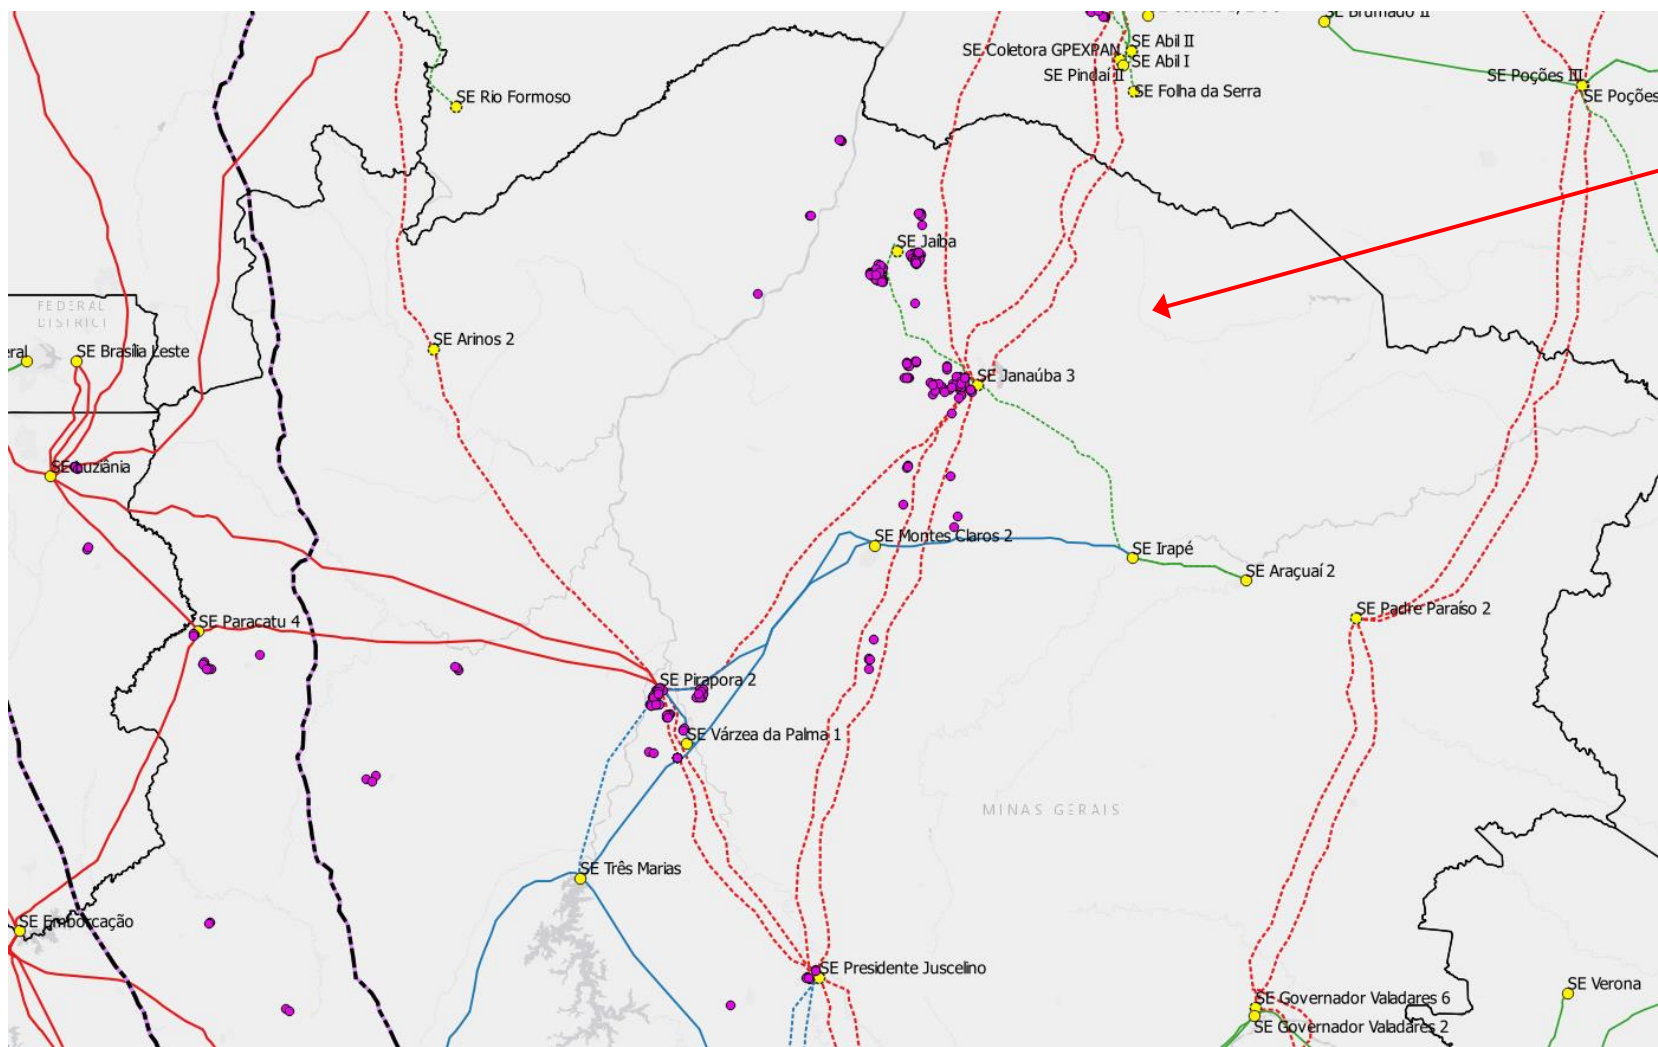 SE Brumado II
SE Abil II
SE Coletora GPEXPAN
SE Abil I
SE Pindaí II
SE Folha da Serra
SE Poções III
SE Poções
SE Rio Formoso
SE Jaíba
FEDERAL
DISTRICT
SE Arinos 2
eral
SE Brasília Leste
SE Janaúba 3
SE Luziânia
SE Montes Claros 2
SE Irapé
SE Araçuaí 2
SE Padre Paraíso 2
SE Paracatu 4
SE Pirapora 2
SE Várzea da Palma 1
MINAS GERAIS
SE Três Marias
SE Emborcação
SE Presidente Juscelino
SE Verona
SE Governador Valadares 6
SE Governador Valadares 2